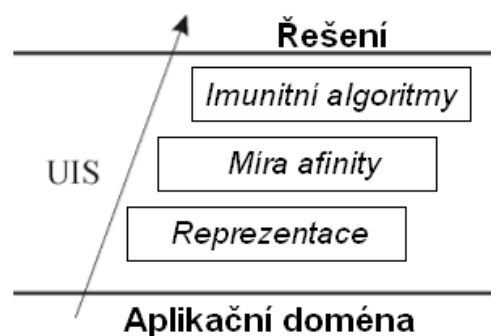 Řešení
Imunitní algoritmy
Míra afinity
UIS
Reprezentace
Aplikační doména